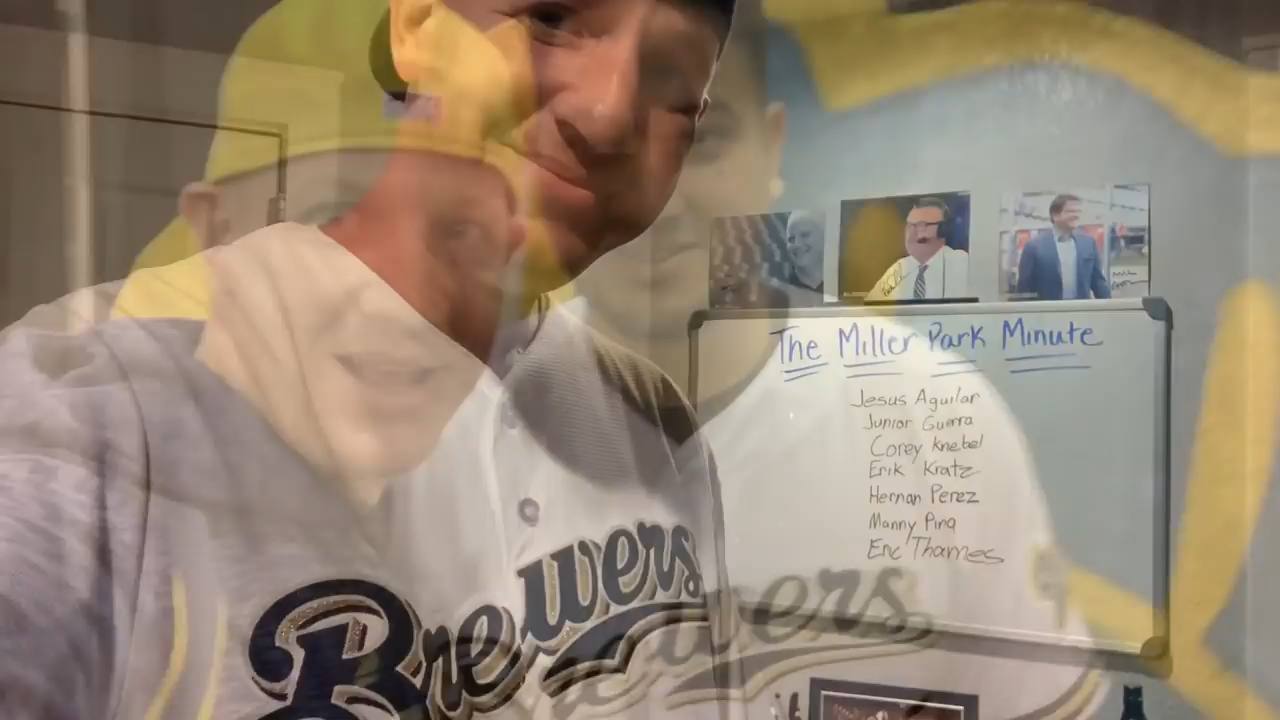 The Miller Park Minute
Jesus Aguilar
Junior Guerra
Corey Knebel
Erik Kratz
Hernan Perez
Manny Pina
Eric Thames
Brewers
ewers